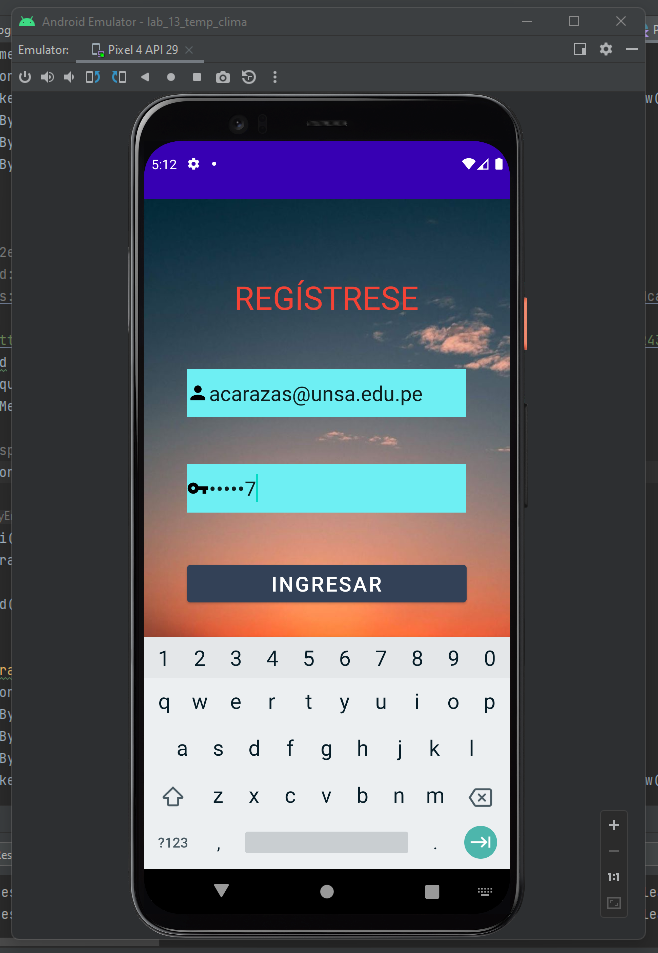 Android Emulator - lab_13_temp_clima
Emulator:
Pixel 4 API 29
5:12
REGÍSTRESE
acarazas@unsa.edu.pe
•••••7
INGRESAR
1 2 3 4 5 6 7 8 9 0
q w e r t y u i o p
a s d f g h j k l
z x c v b n m
?123 , .
1:1